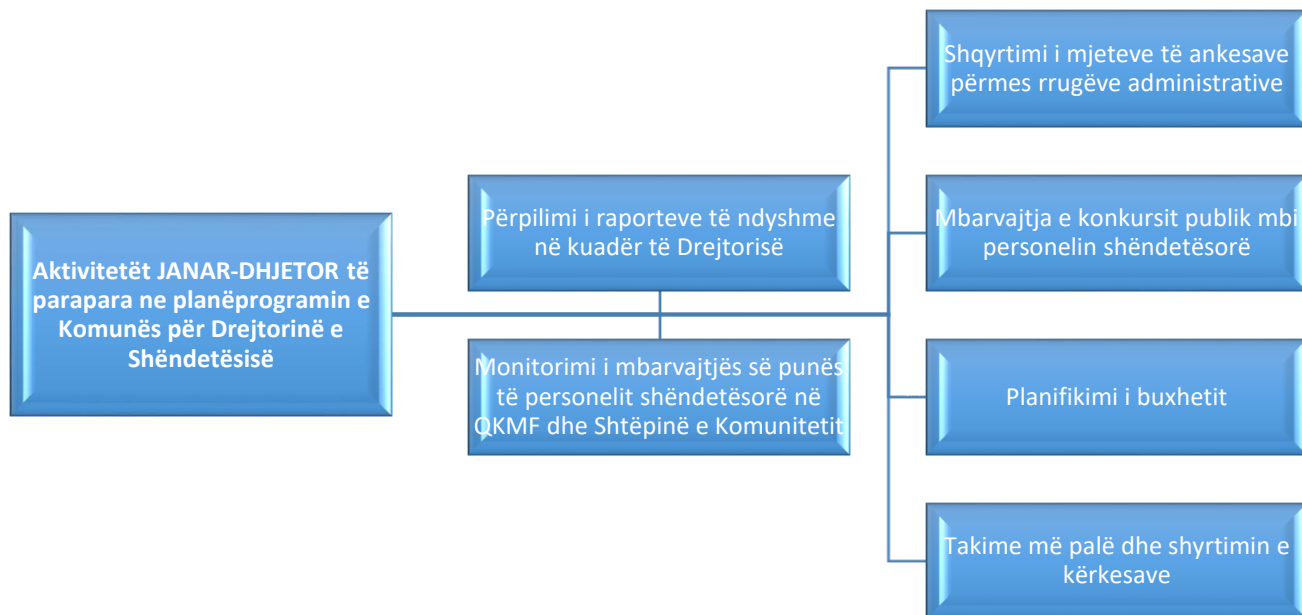 Aktivitetët JANAR-DHJETOR të
parapara ne planëprogramin e
Komunës për Drejtorinë e
Shëndetësisë
Përpilimi i raporteve të ndyshme
në kuadër të Drejtorisë
Monitorimi i mbarvajtjës së punës
të personelit shëndetësorë në
QKMF dhe Shtëpinë e Komunitetit
Shqyrtimi i mjeteve të ankesave
përmes rrugëve administrative
Mbarvajtja e konkursit publik mbi
personelin shëndetësorë
Planifikimi i buxhetit
Takime më palë dhe shyrtimin e
kërkesave